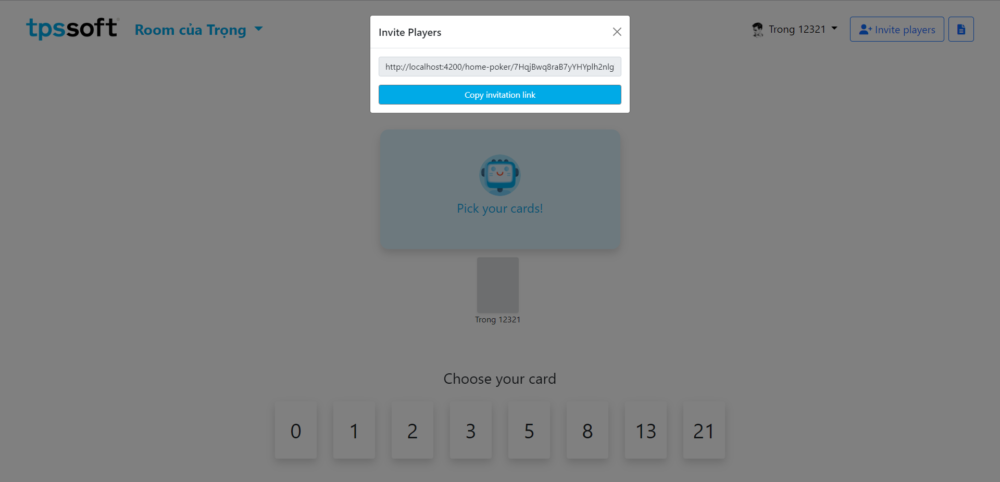 tpssoft
Room của Trọng
Trong 12321
Invite players
Invite Players
http://localhost:4200/home-poker/7HqjBwq8raB7yYHYplh2nlg
Copy invitation link
Pick your cards!
Trong 12321
Choose your card
0 1 2 3 5 8 13 21